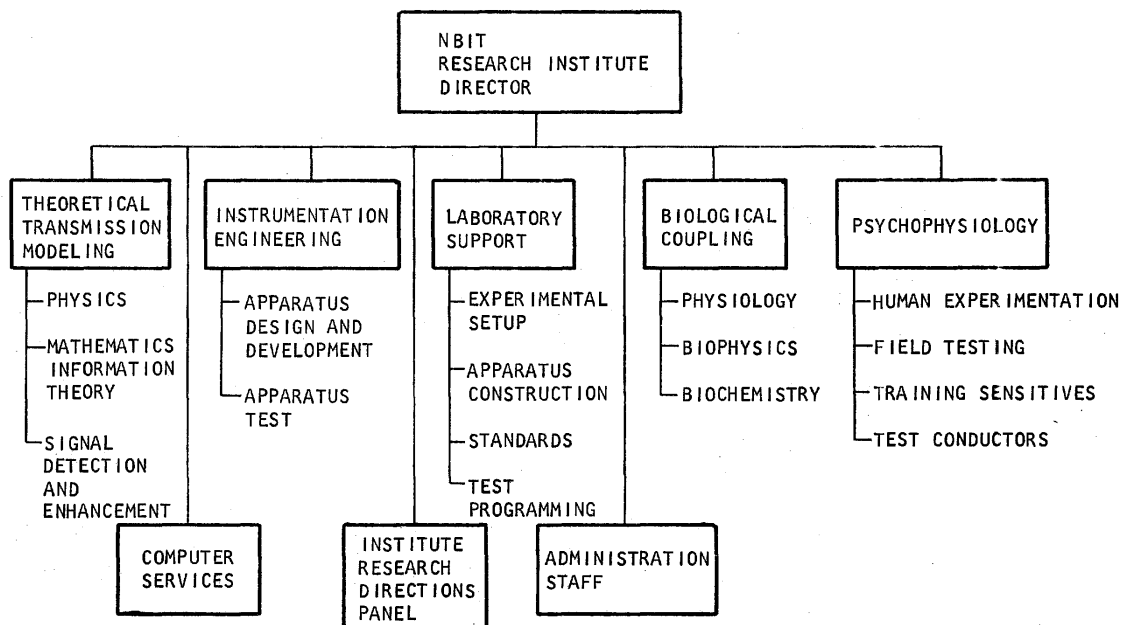 NBIT
RESEARCH INSTITUTE
DIRECTOR
THEORETICAL
TRANSMISSION
MODELING
PHYSICS
MATHEMATICS
INFORMATION
THEORY
SIGNAL
DETECTION
AND
ENHANCEMENT
INSTRUMENTATION
ENGINEERING
APPARATUS
DESIGN AND
DEVELOPMENT
APPARATUS
TEST
LABORATORY
SUPPORT
EXPERIMENTAL
SETUP
APPARATUS
CONSTRUCTION
STANDARDS
TEST
PROGRAMMING
BIOLOGICAL
COUPLING
PHYSIOLOGY
BIOPHYSICS
BIOCHEMISTRY
PSYCHOPHYSIOLOGY
HUMAN EXPERIMENTATION
FIELD TESTING
TRAINING SENSITIVES
TEST CONDUCTORS
COMPUTER
SERVICES
INSTITUTE
RESEARCH
DIRECTIONS
PANEL
ADMINISTRATION
STAFF